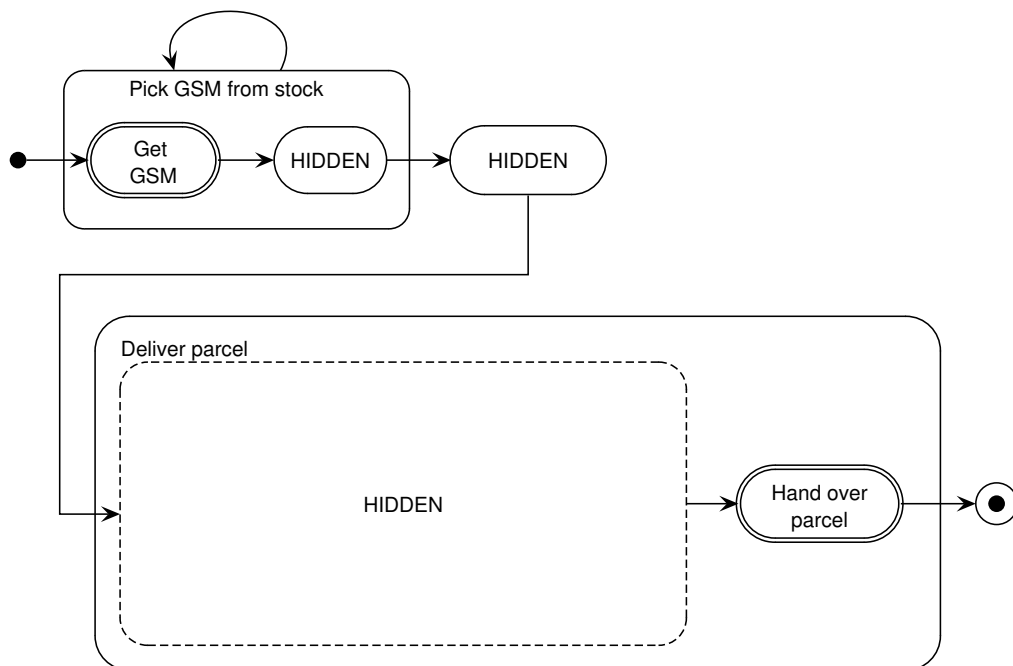 Pick GSM from stock
Get
GSM
HIDDEN
HIDDEN
Deliver parcel
HIDDEN
Hand over
parcel